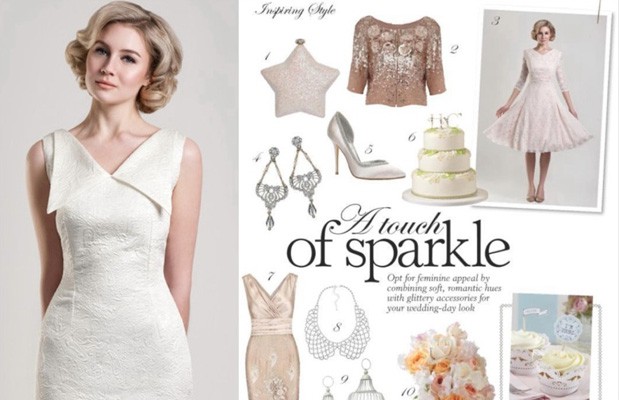 Inspiring Style
1
2
3
4
5
6
A touch
of sparkle
Opt for feminine appeal by
combining soft, romantic hues
with glittery accessories for
your wedding-day look
7
8
9
10